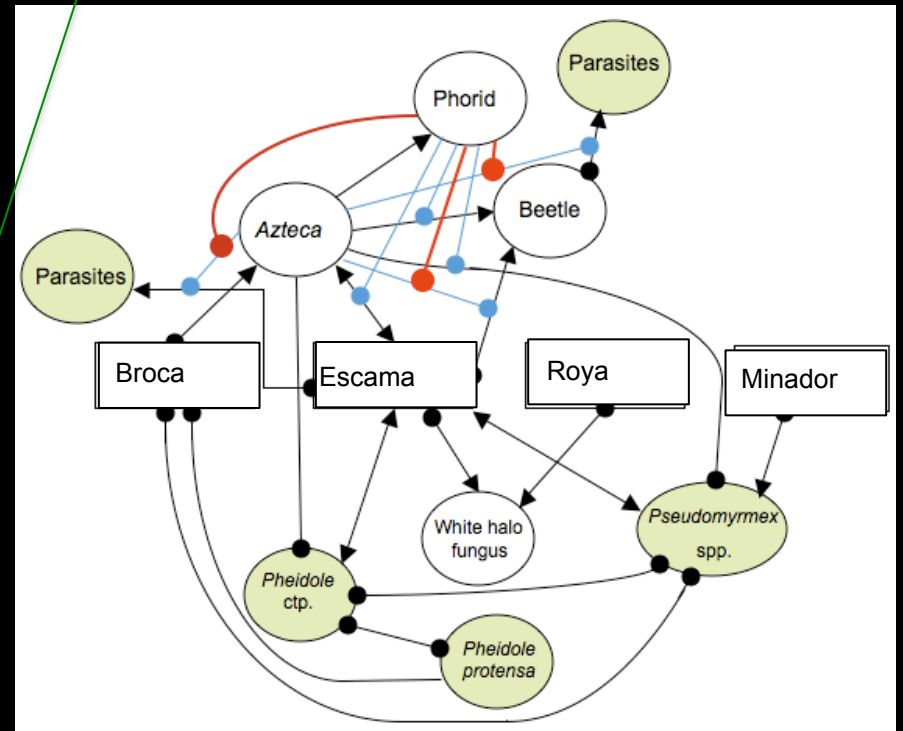 Parasites
Phorid
Beetle
Azteca
Parasites
Broca
Escama
Roya
Minador
White halo
fungus
Pseudomyrmex
spp.
Pheidole
ctp.
Pheidole
protensa